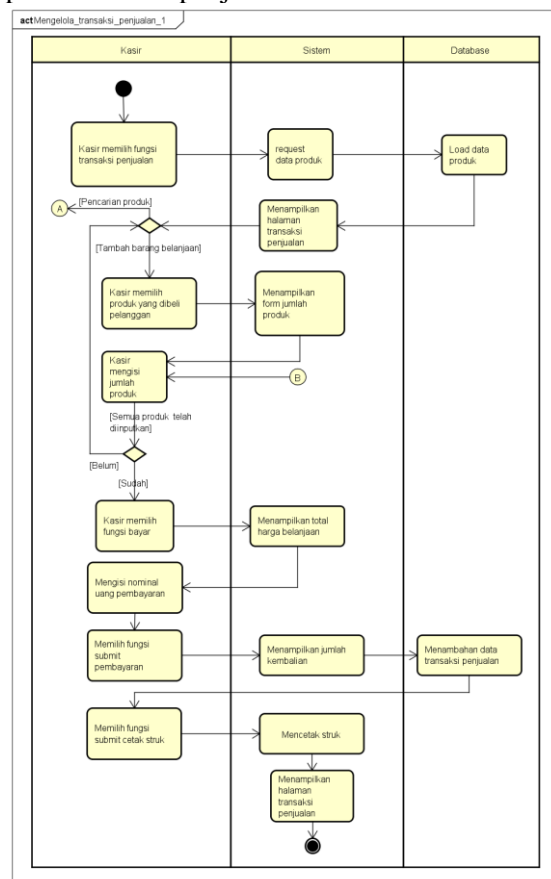 act Mengelola_transaksi_penjualan_1
Kasir
Sistem
Database
Kasir memilih fungsi
transaksi penjualan
request
data produk
Load data
produk
[Pencarian produk]
A
Menampilkan
halaman
transaksi
penjualan
[Tambah barang belanjaan]
Kasir memilih
produk yang dibeli
pelanggan
Menampilkan
form jumlah
produk
Kasir
mengisi
jumlah
produk
B
[Semua produk telah
diinputkan]
[Belum]
[Sudah]
Kasir memilih
fungsi bayar
Menampilkan total
harga belanjaan
Mengisi nominal
uang pembayaran
Memilih fungsi
submit
pembayaran
Menampilkan jumlah
kembalian
Menambahan data
transaksi penjualan
Memilih fungsi
submit cetak struk
Mencetak struk
Menampilkan
halaman
transaksi
penjualan